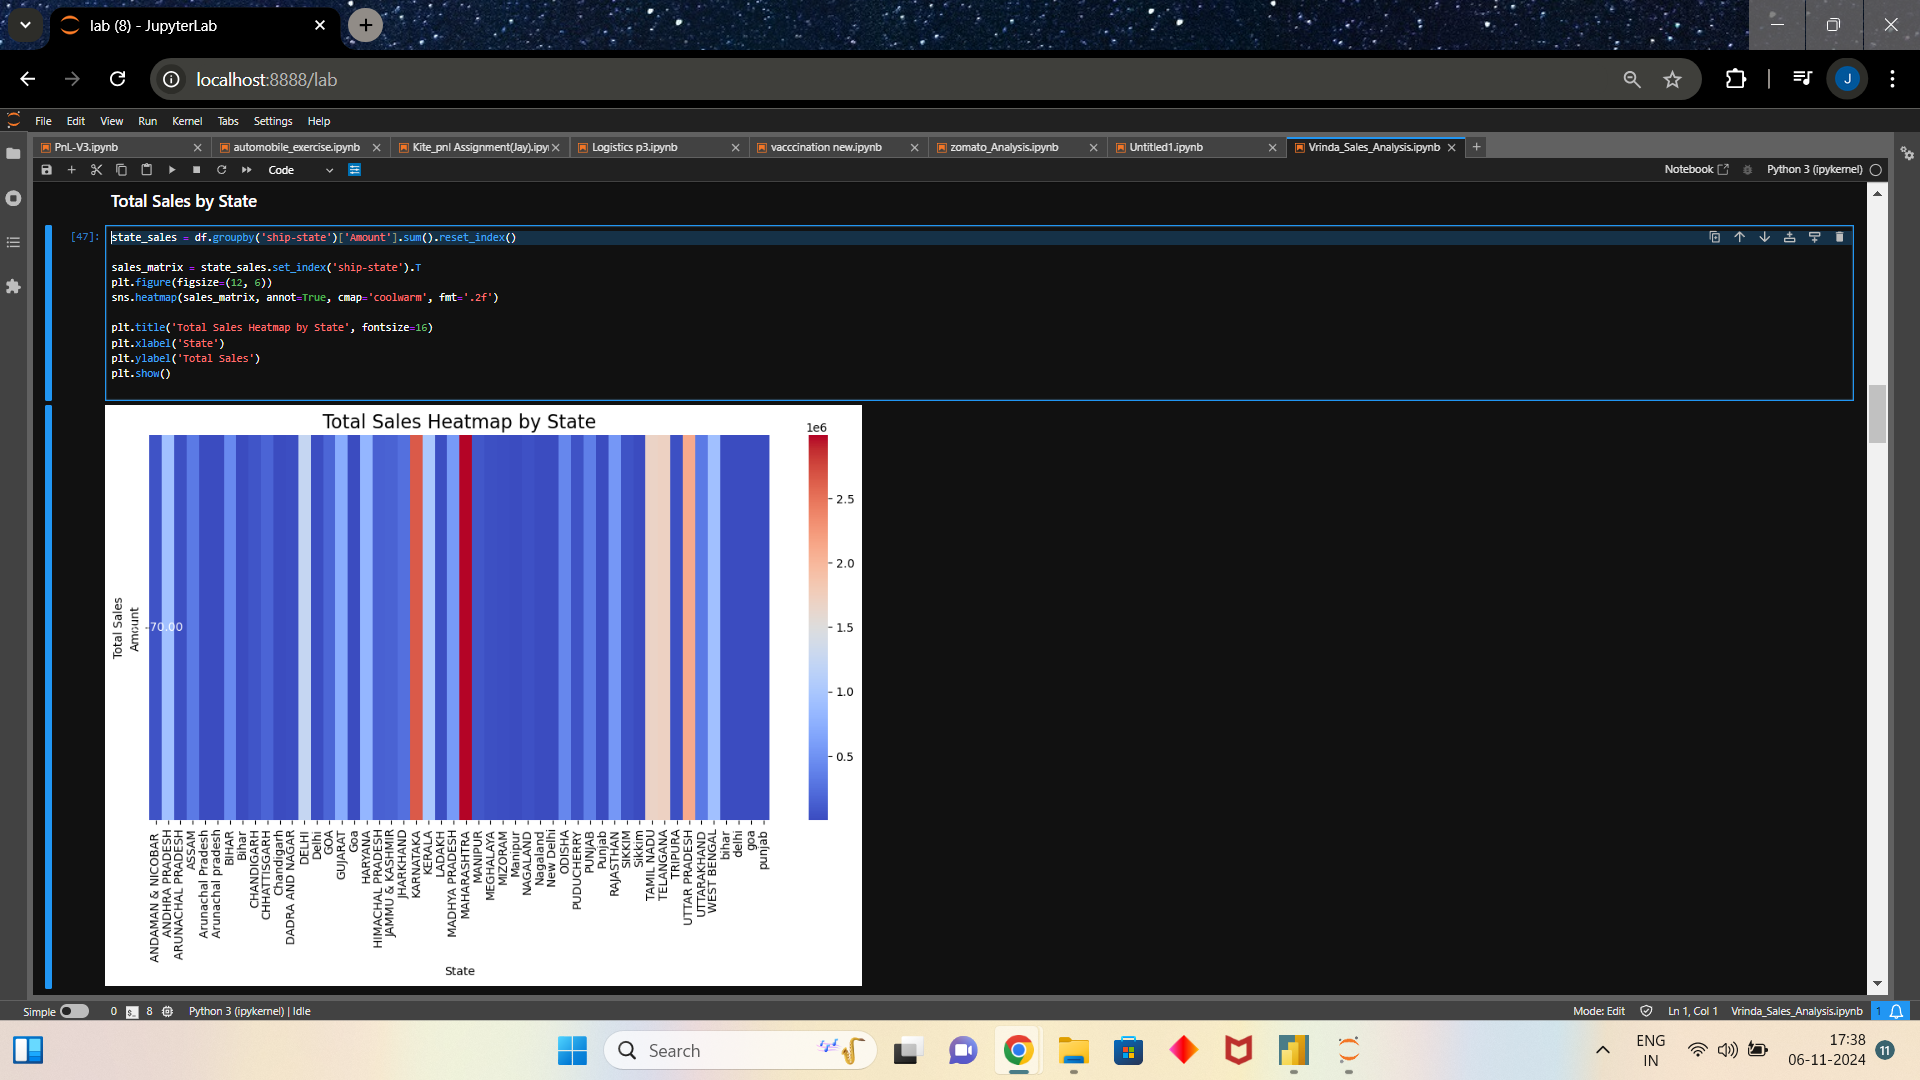 lab (8) - JupyterLab
localhost:8888/lab
J
File Edit View Run Kernel Tabs Settings Help
PnL-V3.ipynb automobile_exercise.ipynb Kite_pnl Assignment(Jay).ipyn Logistics p3.ipynb vacccination new.ipynb zomato_Analysis.ipynb Untitled1.ipynb Vrinda_Sales_Analysis.ipynb
Code Notebook Python 3 (ipykernel)
Total Sales by State
[47]: state_sales = df.groupby('ship-state')['Amount'].sum().reset_index()
sales_matrix = state_sales.set_index('ship-state').T
plt.figure(figsize=(12, 6))
sns.heatmap(sales_matrix, annot=True, cmap='coolwarm', fmt='.2f')
plt.title('Total Sales Heatmap by State', fontsize=16)
plt.xlabel('State')
plt.ylabel('Total Sales')
plt.show()
Total Sales Heatmap by State
1e6
2.5
2.0
1.5
1.0
0.5
Total Sales
Amount
-70.00
ANDAMAN & NICOBAR
ANDHRA PRADESH
ARUNACHAL PRADESH
ASSAM
Arunachal Pradesh
Arunachal pradesh
BIHAR
Bihar
CHANDIGARH
CHHATTISGARH
Chandigarh
DADRA AND NAGAR
DELHI
Delhi
GOA
GUJARAT
Goa
HARYANA
HIMACHAL PRADESH
JAMMU & KASHMIR
JHARKHAND
KARNATAKA
KERALA
LADAKH
MADHYA PRADESH
MAHARASHTRA
MANIPUR
MEGHALAYA
MIZORAM
Manipur
NAGALAND
Nagaland
New Delhi
ODISHA
PUDUCHERRY
PUNJAB
Punjab
RAJASTHAN
SIKKIM
Sikkim
TAMIL NADU
TELANGANA
TRIPURA
UTTAR PRADESH
UTTARAKHAND
WEST BENGAL
bihar
delhi
goa
punjab
State
Simple 0 8 Python 3 (ipykernel) | Idle Mode: Edit Ln 1, Col 1 Vrinda_Sales_Analysis.ipynb 1
Search
ENG
IN
17:38
06-11-2024
11